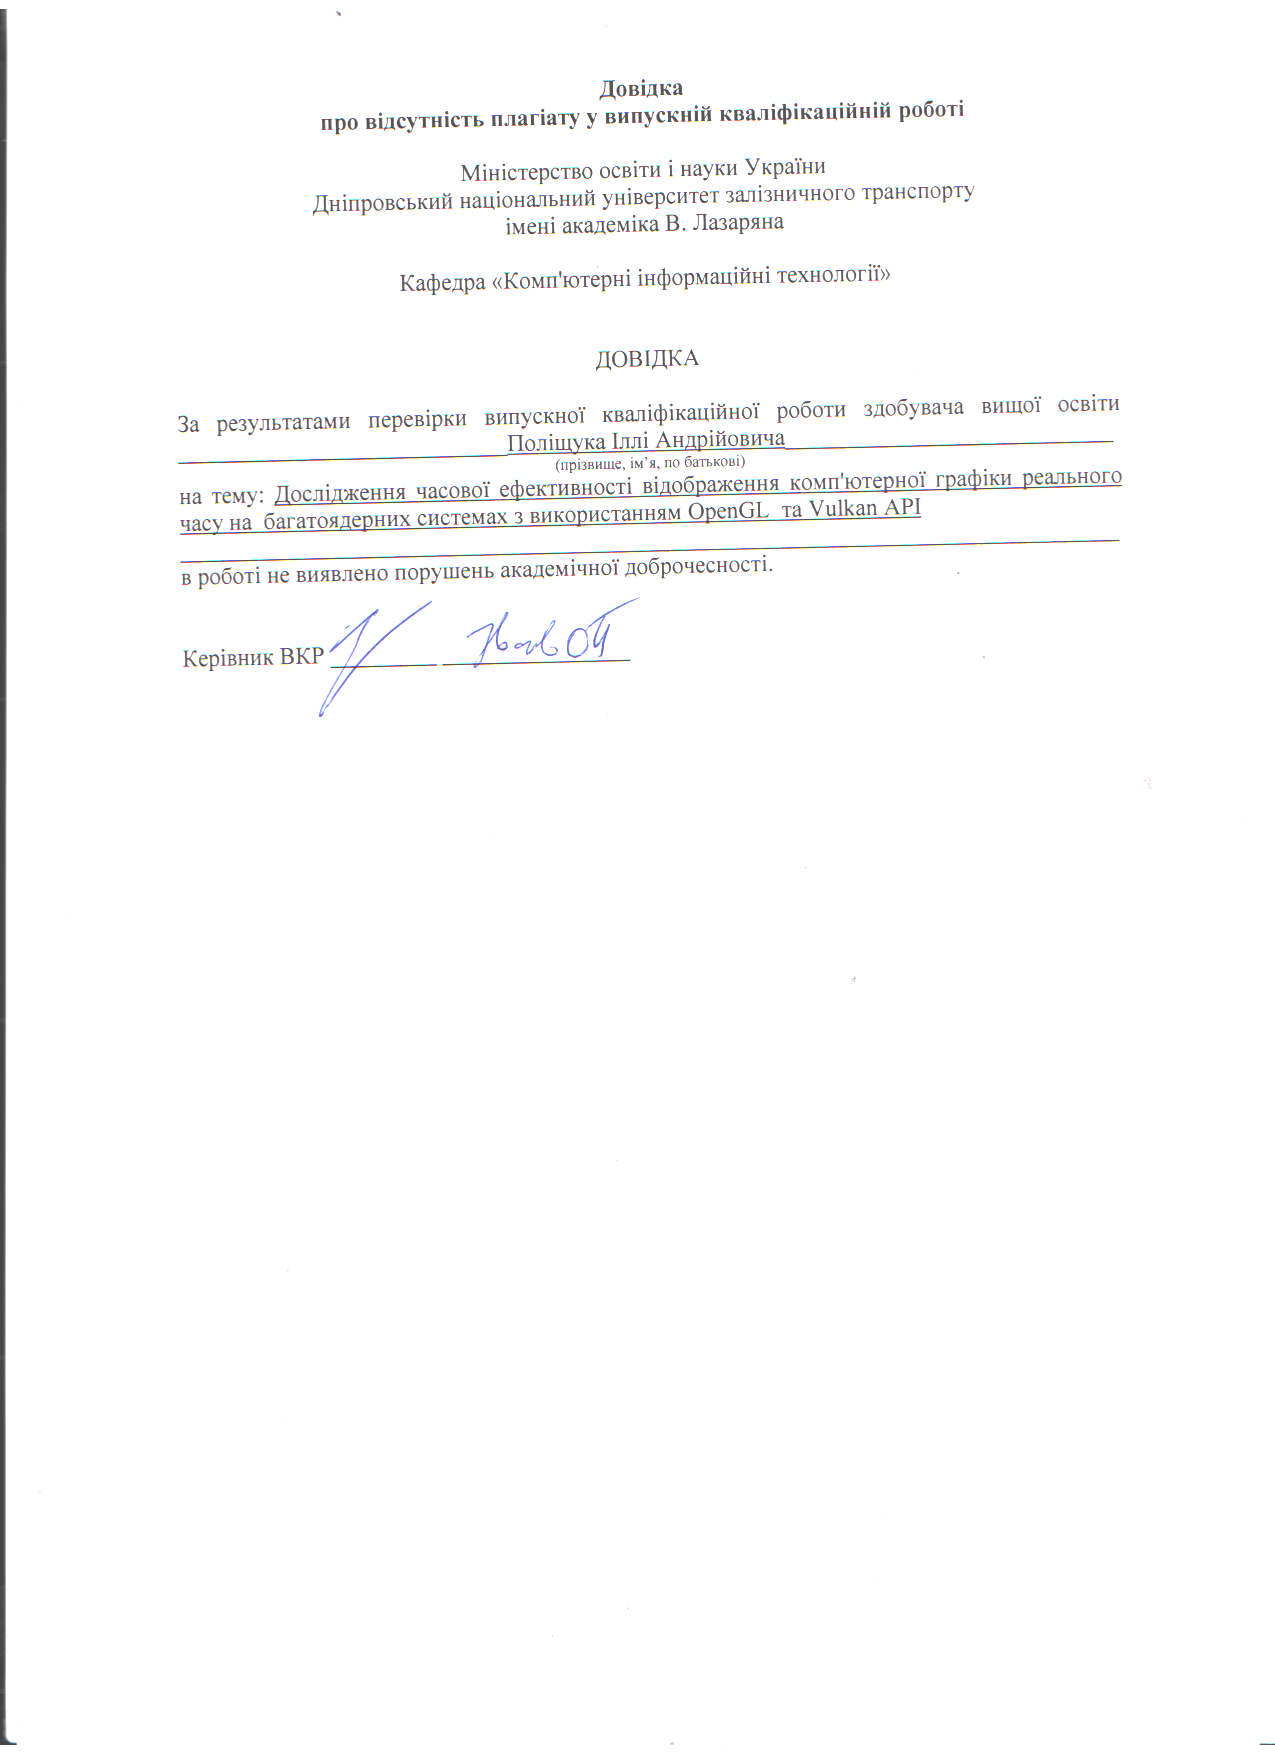 Довідка
про відсутність плагіату у випускній кваліфікаційній роботі
Міністерство освіти і науки України
Дніпровський національний університет залізничного транспорту
імені академіка В. Лазаряна
Кафедра «Комп'ютерні інформаційні технології»
ДОВІДКА
За результатами перевірки випускної кваліфікаційної роботи здобувача вищої освіти
Поліщука Іллі Андрійовича
(прізвище, ім’я, по батькові)
на тему: Дослідження часової ефективності відображення комп'ютерної графіки реального
часу на багатоядерних системах з використанням OpenGL та Vulkan API
в роботі не виявлено порушень академічної доброчесності.
Керівник ВКР